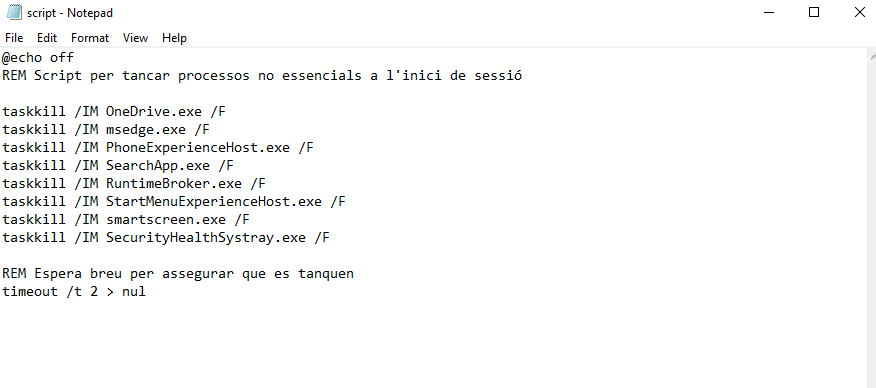 script - Notepad
File Edit Format View Help
@echo off
REM Script per tancar processos no essencials a l'inici de sessió
taskkill /IM OneDrive.exe /F
taskkill /IM msedge.exe /F
taskkill /IM PhoneExperienceHost.exe /F
taskkill /IM SearchApp.exe /F
taskkill /IM RuntimeBroker.exe /F
taskkill /IM StartMenuExperienceHost.exe /F
taskkill /IM smartscreen.exe /F
taskkill /IM SecurityHealthSystray.exe /F
REM Espera breu per assegurar que es tanquen
timeout /t 2 > nul